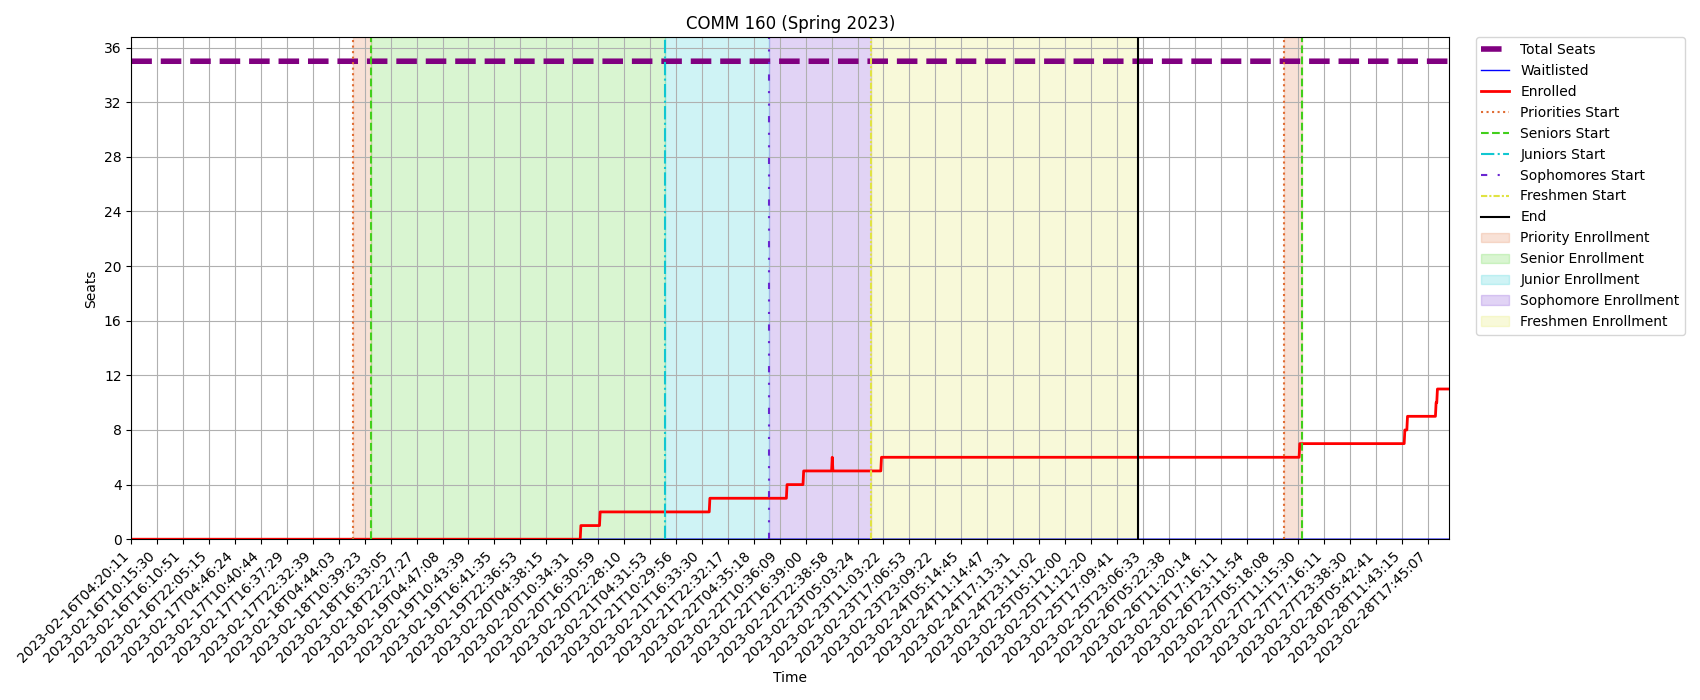 COMM 160 (Spring 2023)
36
32
28
24
20
16
12
8
4
0
Seats
2023-02-16T04:20:11
2023-02-16T10:15:30
2023-02-16T16:10:51
2023-02-16T22:05:15
2023-02-17T04:46:24
2023-02-17T10:40:44
2023-02-17T16:37:29
2023-02-17T22:32:39
2023-02-18T04:44:03
2023-02-18T10:39:23
2023-02-18T16:33:05
2023-02-18T22:27:27
2023-02-19T04:47:08
2023-02-19T10:43:39
2023-02-19T16:41:35
2023-02-19T22:36:53
2023-02-20T04:38:15
2023-02-20T10:34:31
2023-02-20T16:30:59
2023-02-20T22:28:10
2023-02-21T04:31:53
2023-02-21T10:29:56
2023-02-21T16:33:30
2023-02-21T22:32:17
2023-02-22T04:35:18
2023-02-22T10:36:09
2023-02-22T16:39:00
2023-02-22T22:38:58
2023-02-23T05:03:24
2023-02-23T11:03:22
2023-02-23T17:06:53
2023-02-23T23:09:22
2023-02-24T05:14:45
2023-02-24T11:14:47
2023-02-24T17:13:31
2023-02-24T23:11:02
2023-02-25T05:12:00
2023-02-25T11:12:20
2023-02-25T17:09:41
2023-02-25T23:06:33
2023-02-26T05:22:38
2023-02-26T11:20:14
2023-02-26T17:16:11
2023-02-26T23:11:54
2023-02-27T05:18:08
2023-02-27T11:15:30
2023-02-27T17:16:11
2023-02-27T23:38:30
2023-02-28T05:42:41
2023-02-28T11:43:15
2023-02-28T17:45:07
Time
Total Seats
Waitlisted
Enrolled
Priorities Start
Seniors Start
Juniors Start
Sophomores Start
Freshmen Start
End
Priority Enrollment
Senior Enrollment
Junior Enrollment
Sophomore Enrollment
Freshmen Enrollment